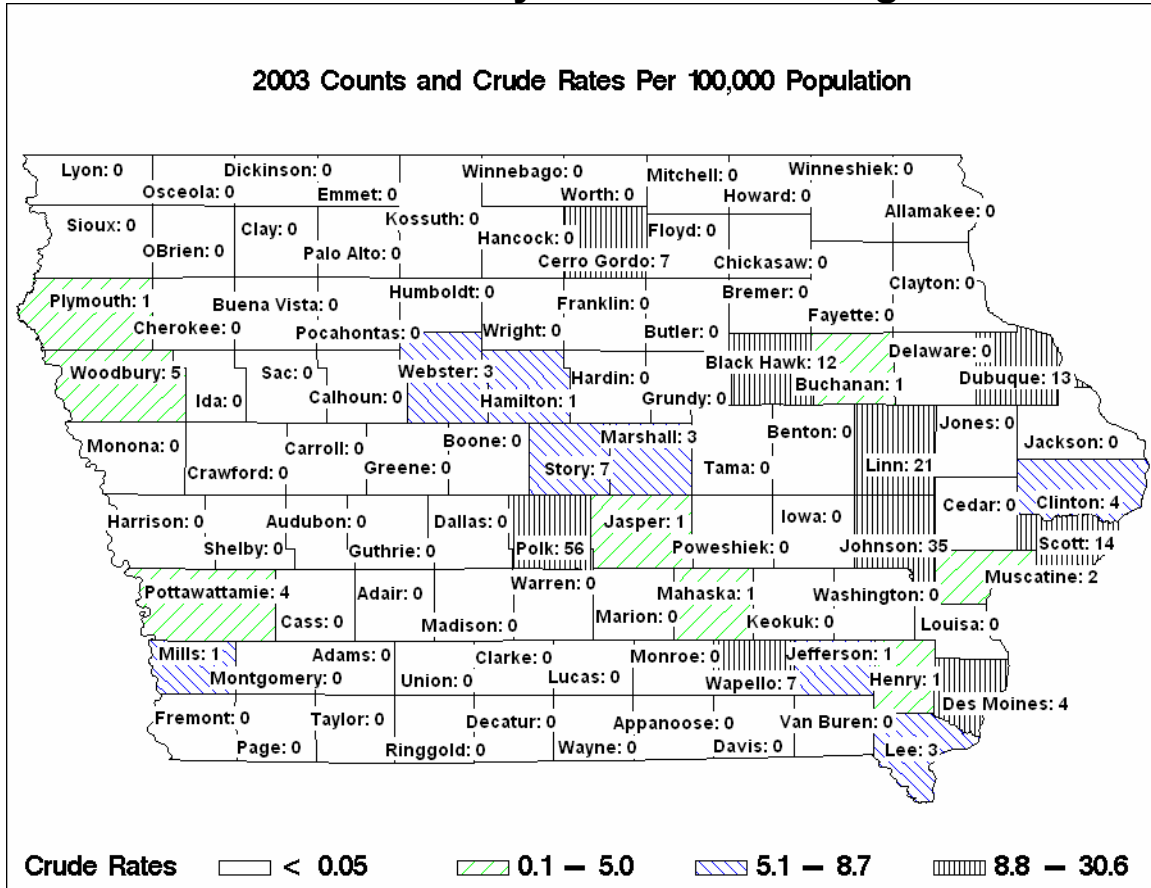 2003 Counts and Crude Rates Per 100,000 Population
Lyon: 0
Dickinson: 0
Winnebago: 0
Mitchell: 0
Winneshiek: 0
Osceola: 0
Emmet: 0
Worth: 0
Howard: 0
Allamakee: 0
Sioux: 0
Clay: 0
Kossuth: 0
Hancock: 0
Floyd: 0
OBrien: 0
Palo Alto: 0
Cerro Gordo: 7
Chickasaw: 0
Clayton: 0
Plymouth: 1
Buena Vista: 0
Humboldt: 0
Franklin: 0
Bremer: 0
Fayette: 0
Cherokee: 0
Pocahontas: 0
Wright: 0
Butler: 0
Black Hawk: 12
Delaware: 0
Woodbury: 5
Sac: 0
Webster: 3
Hardin: 0
Buchanan: 1
Dubuque: 13
Ida: 0
Calhoun: 0
Hamilton: 1
Grundy: 0
Monona: 0
Carroll: 0
Boone: 0
Marshall: 3
Benton: 0
Jones: 0
Jackson: 0
Crawford: 0
Greene: 0
Story: 7
Tama: 0
Linn: 21
Cedar: 0
Clinton: 4
Harrison: 0
Audubon: 0
Dallas: 0
Jasper: 1
Iowa: 0
Shelby: 0
Guthrie: 0
Polk: 56
Poweshiek: 0
Johnson: 35
Scott: 14
Pottawattamie: 4
Adair: 0
Warren: 0
Mahaska: 1
Washington: 0
Muscatine: 2
Cass: 0
Madison: 0
Marion: 0
Keokuk: 0
Louisa: 0
Mills: 1
Adams: 0
Clarke: 0
Monroe: 0
Jefferson: 1
Montgomery: 0
Union: 0
Lucas: 0
Wapello: 7
Henry: 1
Des Moines: 4
Fremont: 0
Taylor: 0
Decatur: 0
Appanoose: 0
Van Buren: 0
Page: 0
Ringgold: 0
Wayne: 0
Davis: 0
Lee: 3
Crude Rates < 0.05 0.1 – 5.0 5.1 – 8.7 8.8 – 30.6